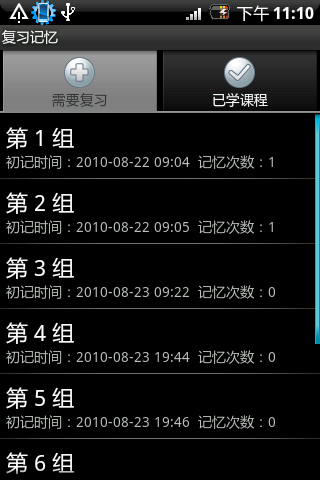 下午 11:10
复习记忆
需要复习
已学课程
第 1 组
初记时间：2010-08-22 09:04 记忆次数：1
第 2 组
初记时间：2010-08-22 09:05 记忆次数：1
第 3 组
初记时间：2010-08-23 09:22 记忆次数：0
第 4 组
初记时间：2010-08-23 19:44 记忆次数：0
第 5 组
初记时间：2010-08-23 19:46 记忆次数：0
第 6 组